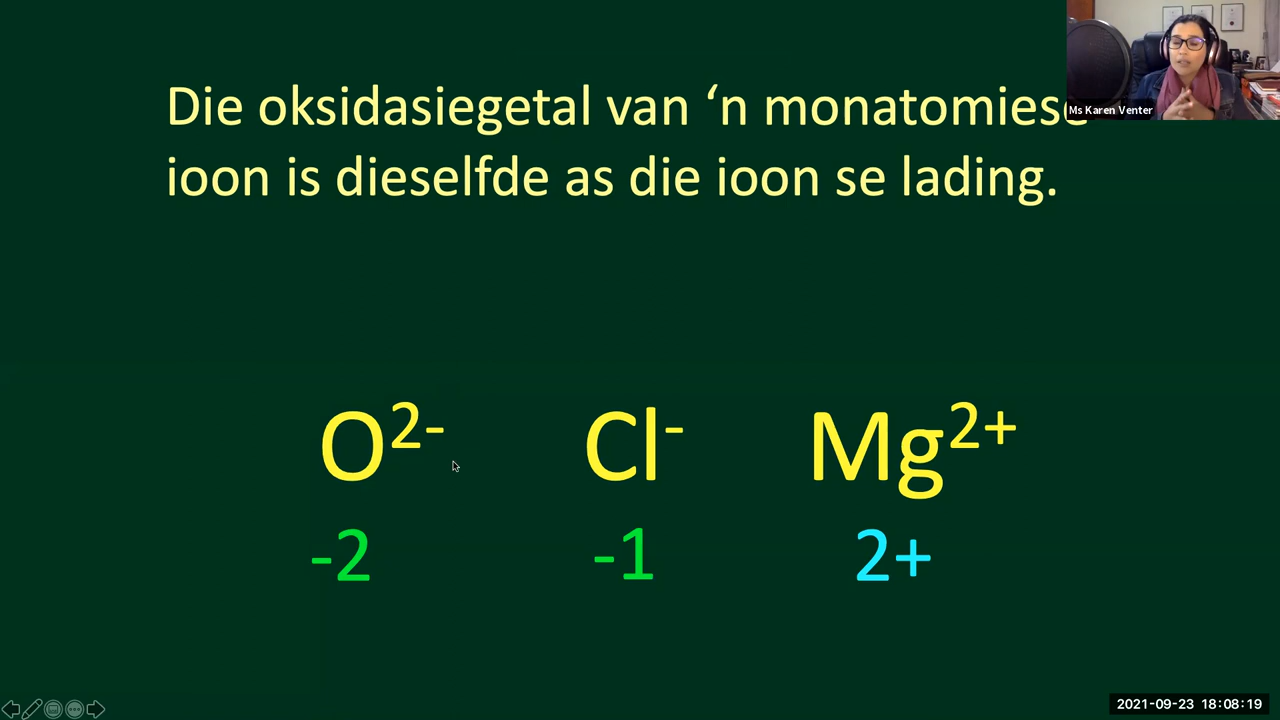 Die oksidasiegetal van ‘n monatomiese
ioon is dieselfde as die ioon se lading.
Ms Karen Venter
O²⁻ Cl⁻ Mg²⁺
-2 -1 2+
2021-09-23 18:08:19